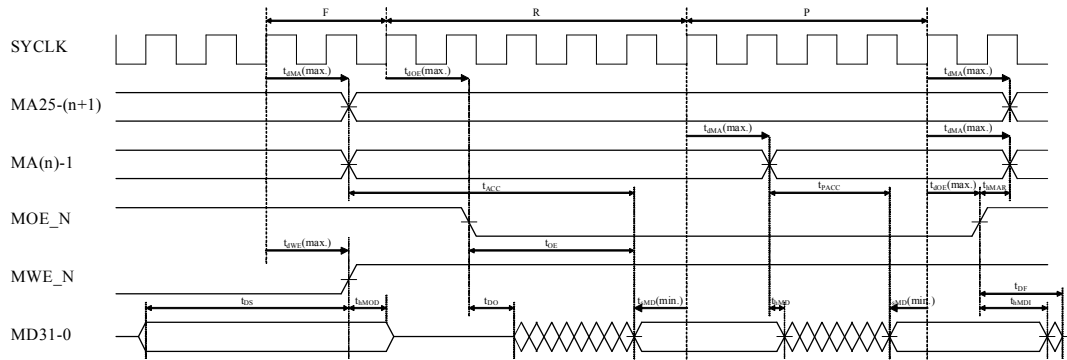 F R P
SYCLK
tdMA(max.) tdOE(max.) tdMA(max.)
MA25-(n+1)
tdMA(max.) tdMA(max.)
MA(n)-1
tACC tPACC tdOE(max.) thMAR
MOE_N
tdWE(max.) tOE
MWE_N
tDS thMOD tDO tsMD(min.) thMD sMD(min.) tDF
thMDI
MD31-0